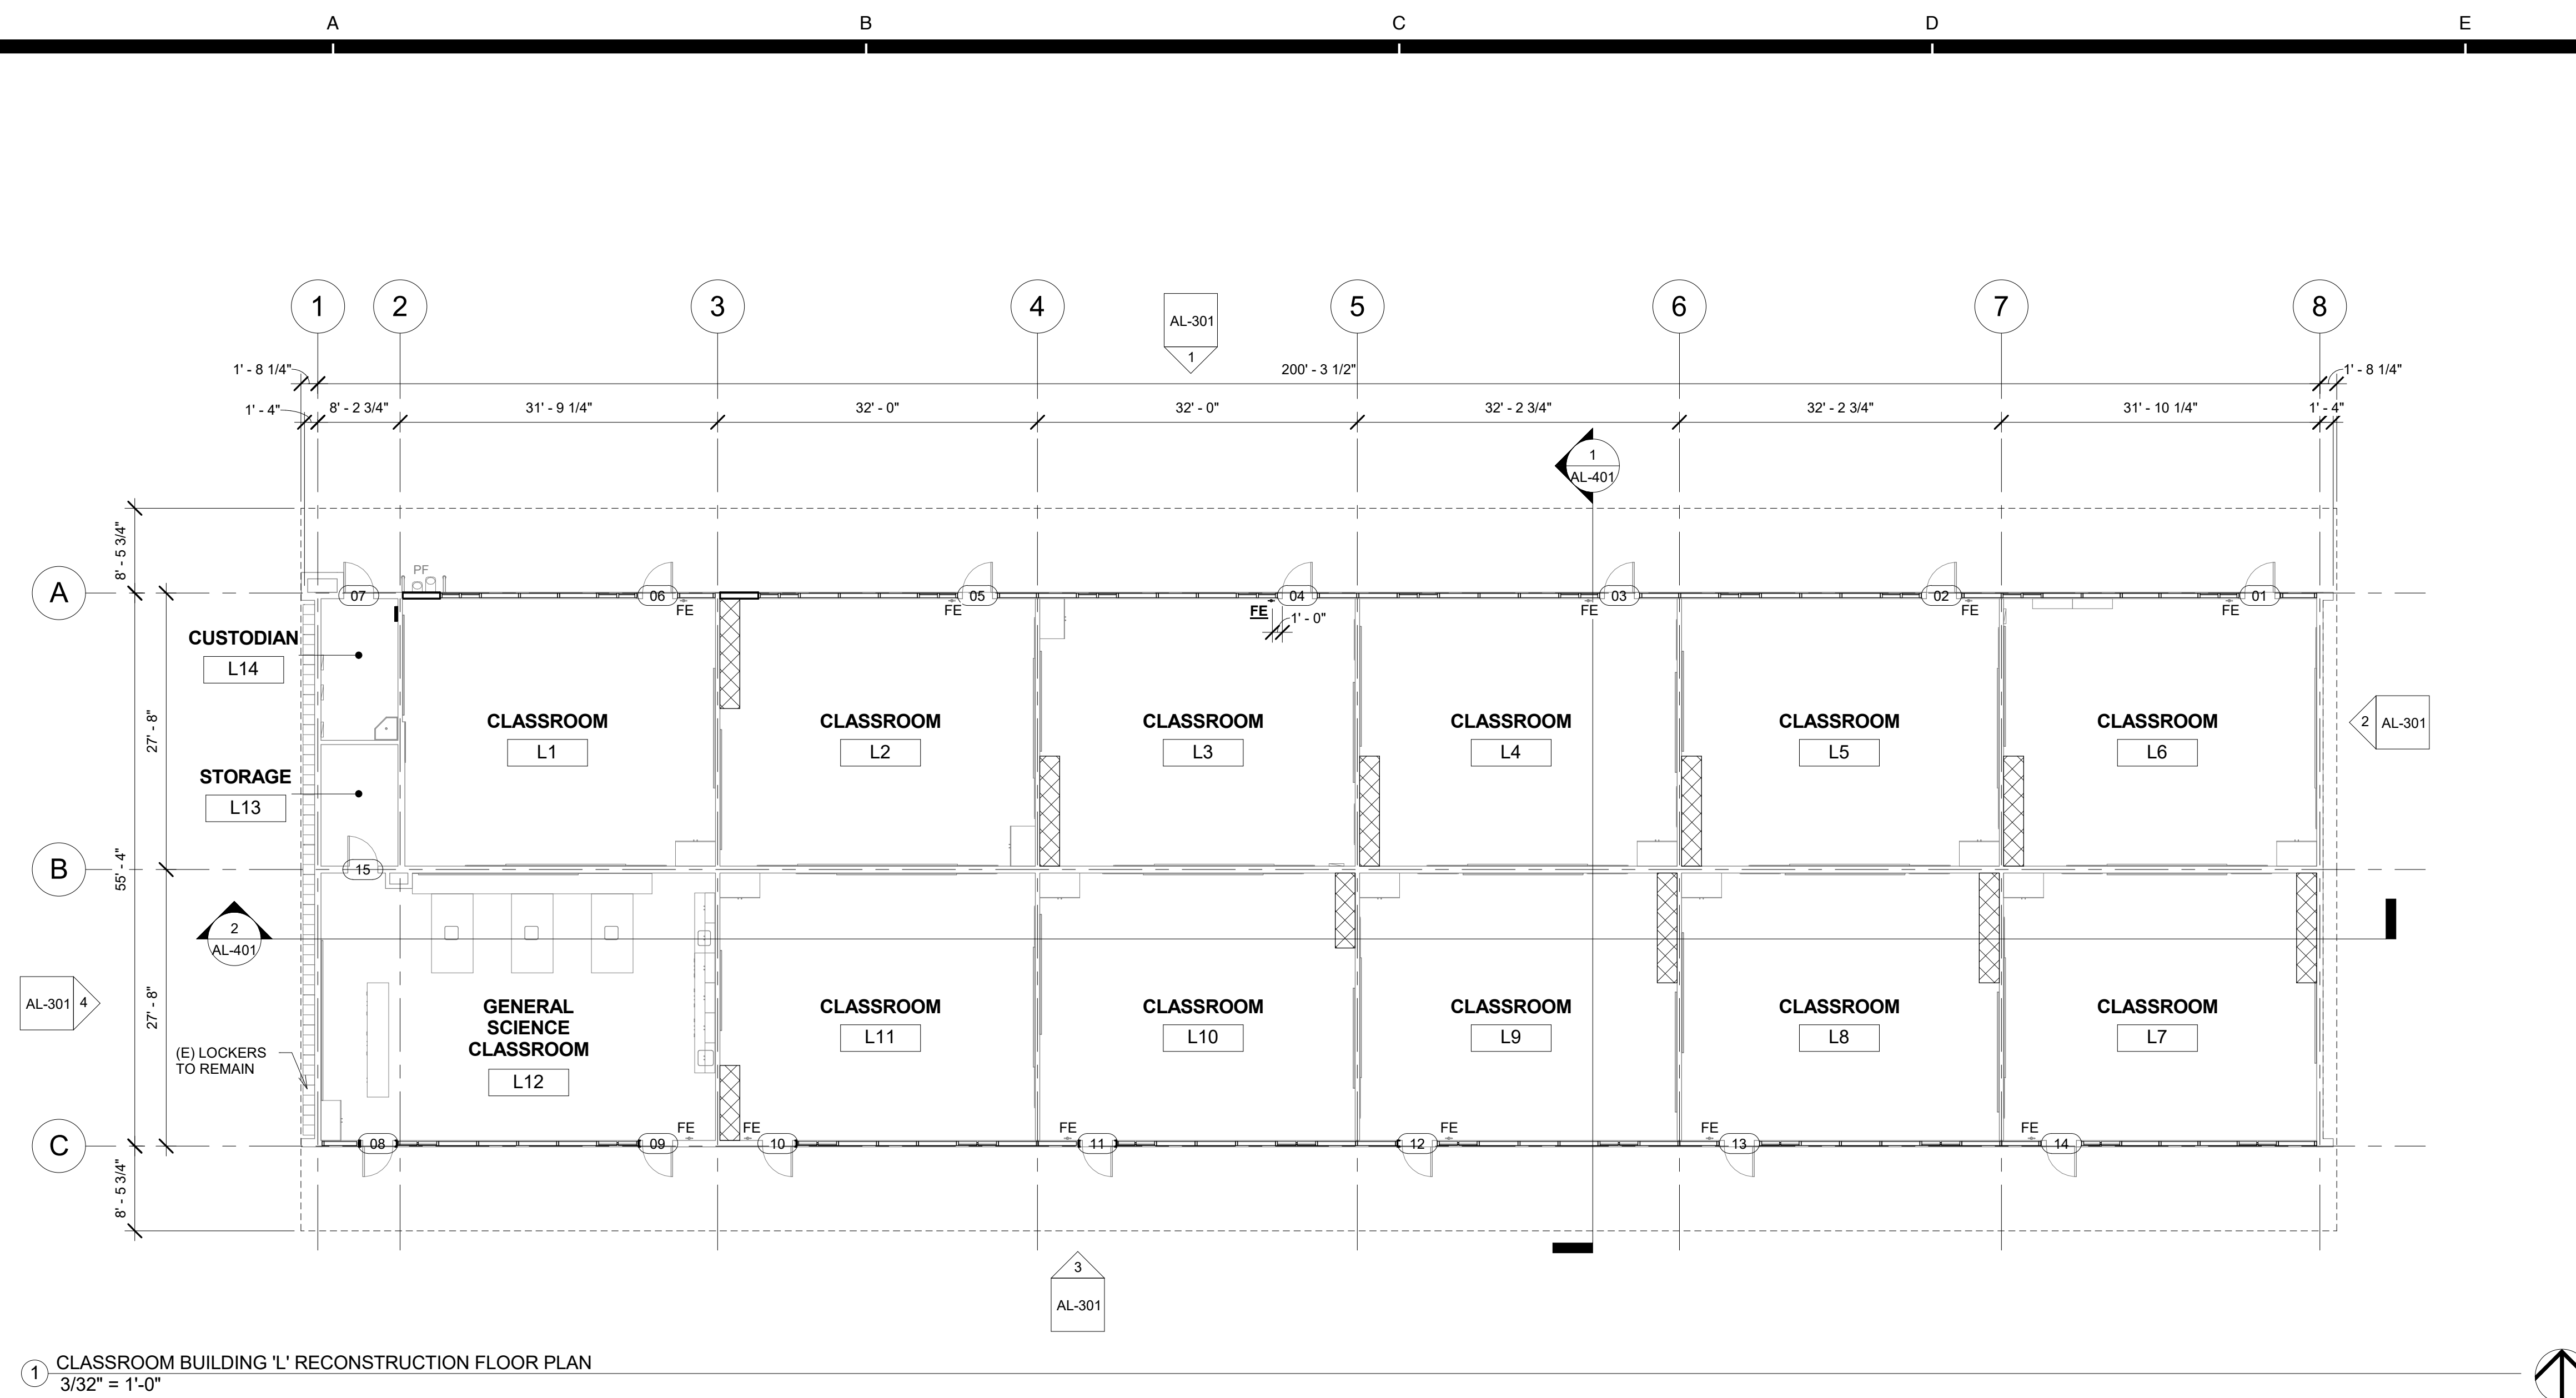 A B C D E
1 2 3 4 5 6 7 8
AL-301
1
1' - 8 1/4" 200' - 3 1/2" 1' - 8 1/4"
1' - 4" 8' - 2 3/4" 31' - 9 1/4" 32' - 0" 32' - 0" 32' - 2 3/4" 32' - 2 3/4" 31' - 10 1/4" 1' - 4"
1
AL-401
8' - 5 3/4"
PF
A
07 06 05 04 03 02 01
FE FE FE FE FE FE
1' - 0"
CUSTODIAN
L14
27' - 8"
CLASSROOM CLASSROOM CLASSROOM CLASSROOM CLASSROOM CLASSROOM
L1 L2 L3 L4 L5 L6
2 AL-301
STORAGE
L13
B
55' - 4"
15
2
AL-401
AL-301 4
27' - 8"
GENERAL
SCIENCE
CLASSROOM
L12
CLASSROOM CLASSROOM CLASSROOM CLASSROOM CLASSROOM
L11 L10 L9 L8 L7
(E) LOCKERS
TO REMAIN
FE FE FE FE FE FE
C
08 09 10 11 12 13 14
8' - 5 3/4"
3
AL-301
1 CLASSROOM BUILDING 'L' RECONSTRUCTION FLOOR PLAN
3/32" = 1'-0"